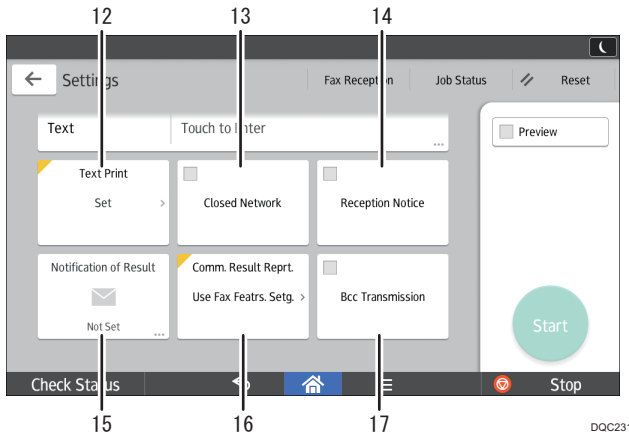 12 13 14
Settings Fax Reception Job Status Reset
Text Touch to Enter
Preview
Text Print
Set
Closed Network
Reception Notice
Notification of Result
Not Set
Comm. Result Reprt.
Use Fax Featrs. Setg.
Bcc Transmission
Start
Check Status Stop
15 16 17
DQC231